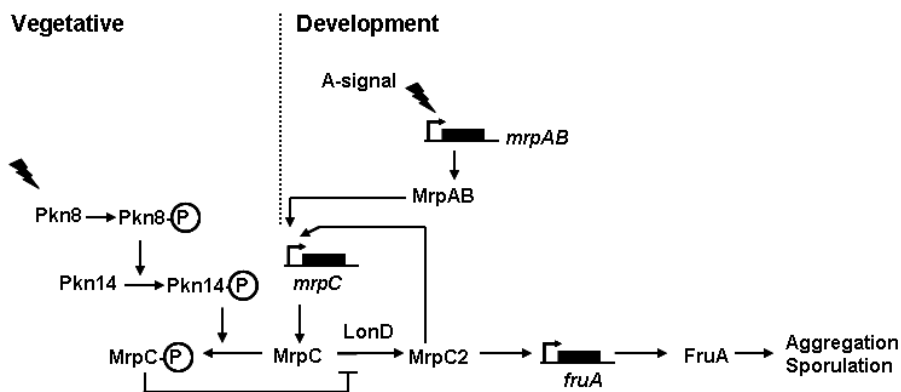 Vegetative
Development
A-signal
mrpAB
MrpAB
Pkn8
Pkn8-P
Pkn14
Pkn14-P
mrpC
LonD
MrpC-P
MrpC
MrpC2
fruA
FruA
Aggregation
Sporulation